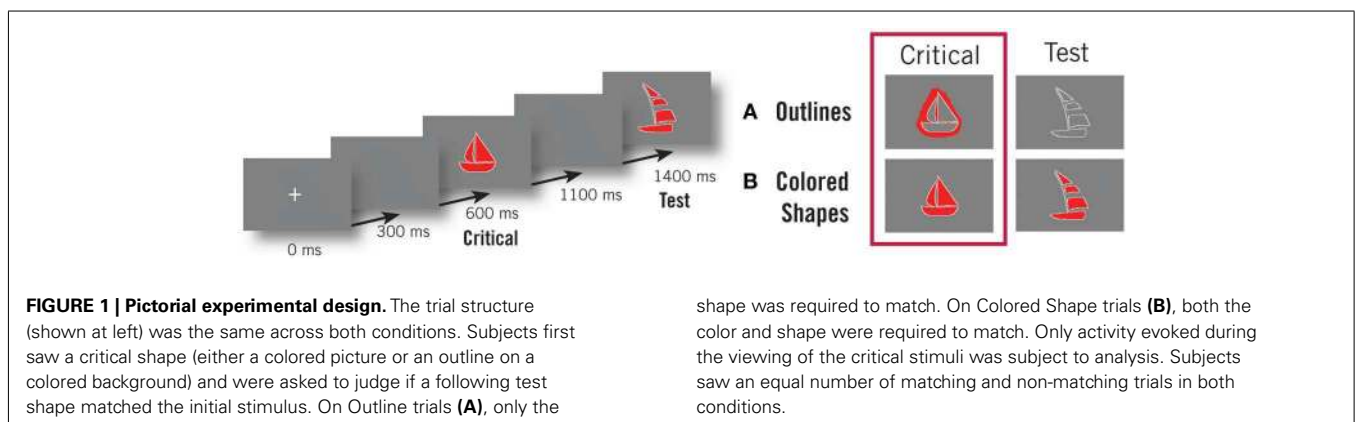 +
0 ms
300 ms
600 ms
Critical
1100 ms
1400 ms
Test
Critical
Test
A Outlines
B Colored
Shapes
FIGURE 1 | Pictorial experimental design. The trial structure
(shown at left) was the same across both conditions. Subjects first
saw a critical shape (either a colored picture or an outline on a
colored background) and were asked to judge if a following test
shape matched the initial stimulus. On Outline trials (A), only the
shape was required to match. On Colored Shape trials (B), both the
color and shape were required to match. Only activity evoked during
the viewing of the critical stimuli was subject to analysis. Subjects
saw an equal number of matching and non-matching trials in both
conditions.